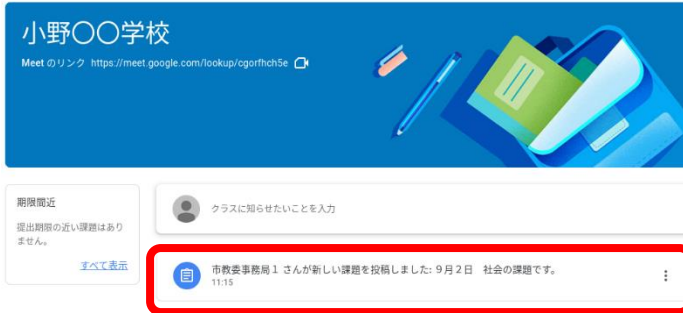 小野〇〇学校
Meet のリンク https://meet.google.com/lookup/cgorfhch5e
期限間近
提出期限の近い課題はあり
ません。
すべて表示
クラスに知らせたいことを入力
市教委事務局1 さんが新しい課題を投稿しました: 9月2日 社会の課題です。
11:15